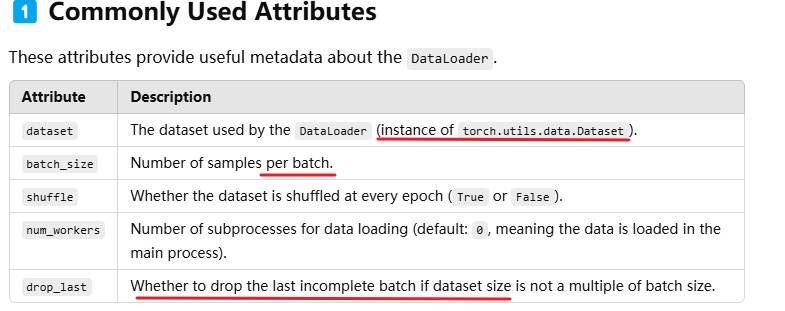 1 Commonly Used Attributes
These attributes provide useful metadata about the DataLoader.
Attribute Description
dataset The dataset used by the DataLoader (instance of torch.utils.data.Dataset).
batch_size Number of samples per batch.
shuffle Whether the dataset is shuffled at every epoch (True or False).
num_workers Number of subprocesses for data loading (default: 0, meaning the data is loaded in the
main process).
drop_last Whether to drop the last incomplete batch if dataset size is not a multiple of batch size.